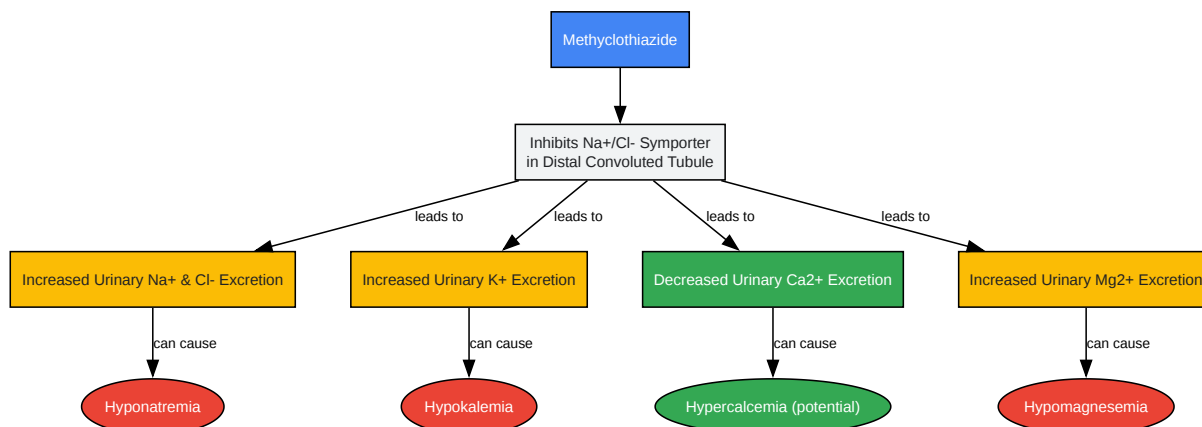 Methyclothiazide
Inhibits Na+/Cl- Symporter
in Distal Convoluted Tubule
leads to
leads to
leads to
leads to
Increased Urinary Na+ & Cl- Excretion
Increased Urinary K+ Excretion
Decreased Urinary Ca2+ Excretion
Increased Urinary Mg2+ Excretion
can cause
can cause
can cause
can cause
Hyponatremia
Hypokalemia
Hypercalcemia (potential)
Hypomagnesemia